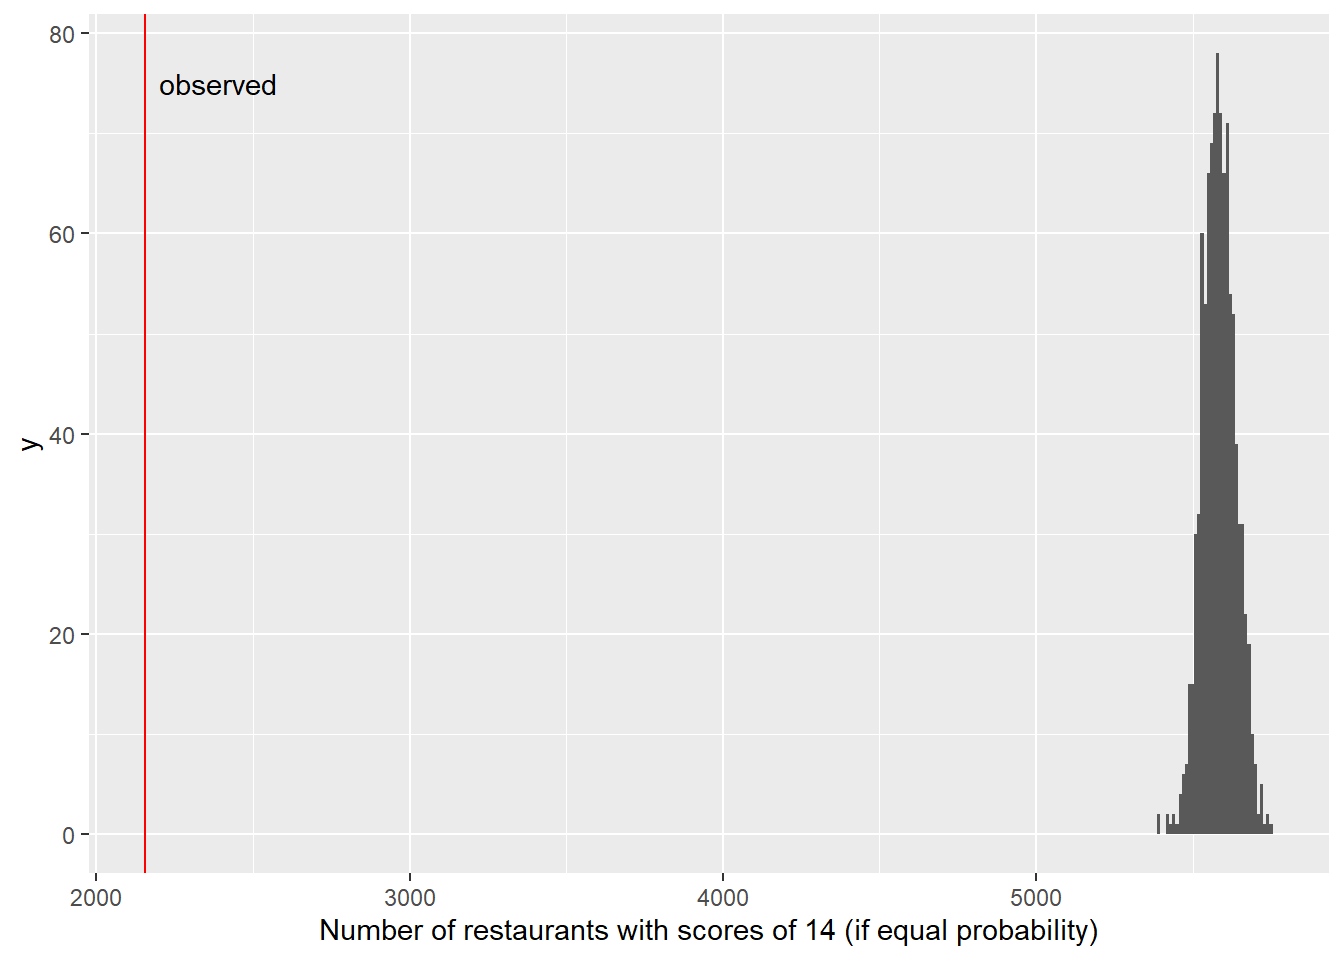 80
observed
60
y
40
20
0
2000 3000 4000 5000
Number of restaurants with scores of 14 (if equal probability)